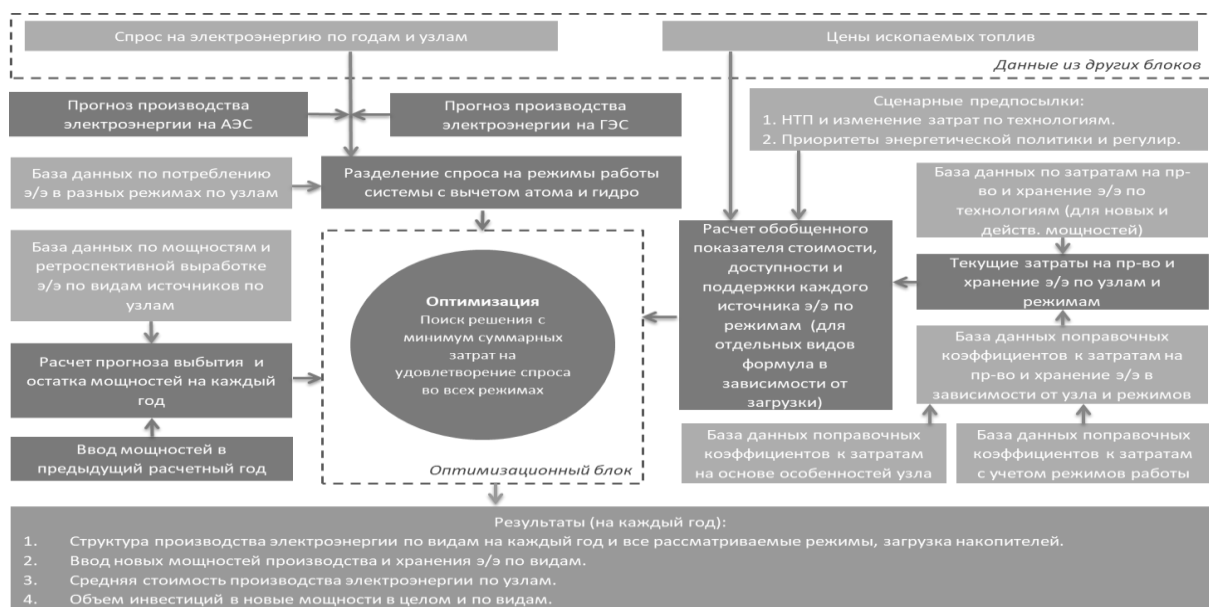 Спрос на электроэнергию по годам и узлам
Цены ископаемых топлив
Данные из других блоков
Прогноз производства
электроэнергии на АЭС
Прогноз производства
электроэнергии на ГЭС
Сценарные предпосылки:
1. НТП и изменение затрат по технологиям.
2. Приоритеты энергетической политики и регулир.
База данных по потреблению
э/э в разных режимах по узлам
Разделение спроса на режимы работы
системы с вычетом атома и гидро
База данных по затратам на пр-
во и хранение э/э по
технологиям (для новых и
действ. мощностей)
База данных по мощностям и
ретроспективной выработке
э/э по видам источников по
узлам
Оптимизация
Поиск решения с
минимум суммарных
затрат на
удовлетворение спроса
во всех режимах
Расчет обобщенного
показателя стоимости,
доступности и
поддержки каждого
источника э/э по
режимам (для
отдельных видов
формула в
зависимости от
загрузки)
Текущие затраты на пр-во и
хранение э/э по узлам и
режимам
Расчет прогноза выбытия и
остатка мощностей на каждый
год
База данных поправочных
коэффициентов к затратам на
пр-во и хранение э/э в
зависимости от узла и режимов
Ввод мощностей в
предыдущий расчетный год
Оптимизационный блок
База данных поправочных
коэффициентов к затратам
на основе особенностей узла
База данных поправочных
коэффициентов к затратам
с учетом режимов работы
Результаты (на каждый год):
1. Структура производства электроэнергии по видам на каждый год и все рассматриваемые режимы, загрузка накопителей.
2. Ввод новых мощностей производства и хранения э/э по видам.
3. Средняя стоимость производства электроэнергии по узлам.
4. Объем инвестиций в новые мощности в целом и по видам.